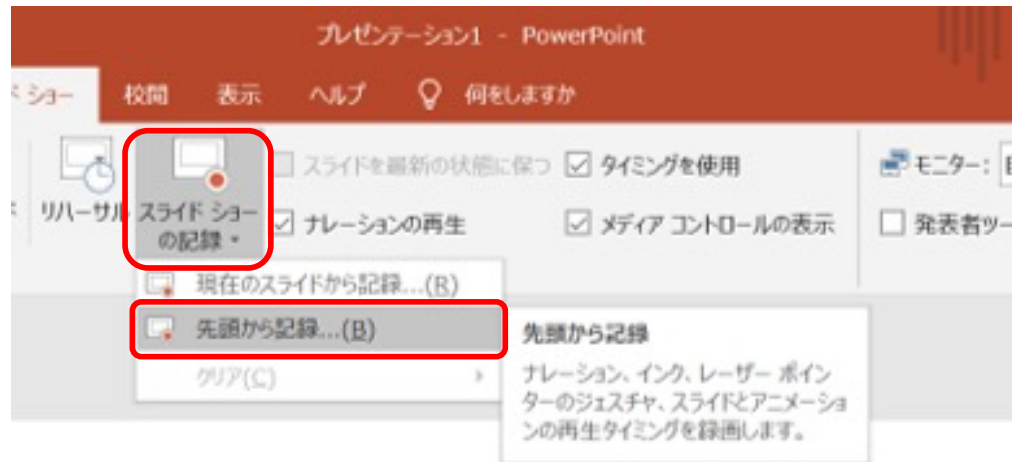 プレゼンテーション1 - PowerPoint
ド ショー 校閲 表示 ヘルプ 何をしますか
スライドを最新の状態に保つ タイミングを使用 モニター:
リハーサル スライド ショー
の記録 ナレーションの再生 メディア コントロールの表示 発表者ツー
現在のスライドから記録...(R)
先頭から記録...(B)
クリア(C)
先頭から記録
ナレーション、インク、レーザー ポイン
ターのジェスチャ、スライドとアニメーショ
ンの再生タイミングを録画します。